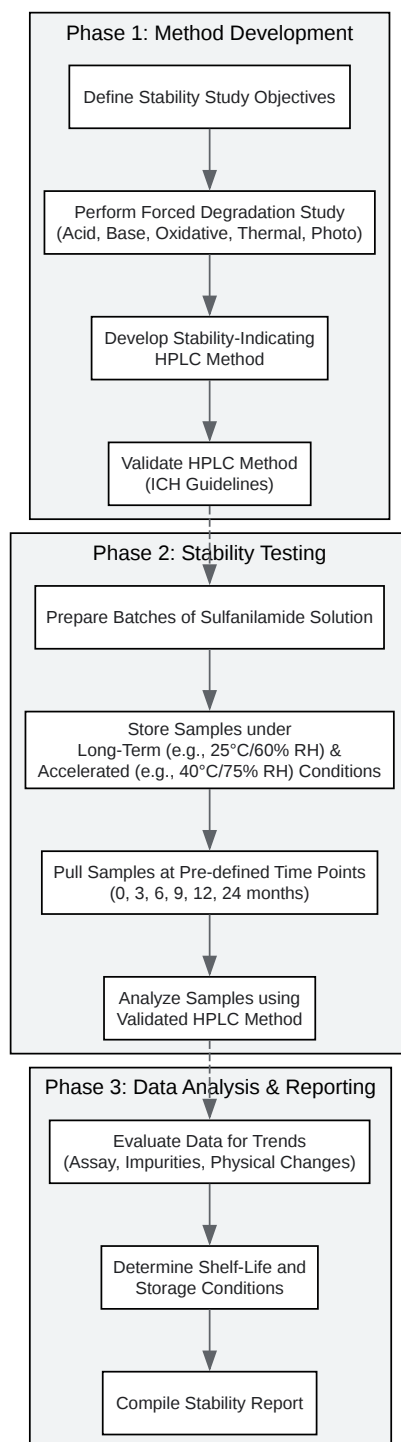 Phase 1: Method Development
Define Stability Study Objectives
Perform Forced Degradation Study
(Acid, Base, Oxidative, Thermal, Photo)
Develop Stability-Indicating
HPLC Method
Validate HPLC Method
(ICH Guidelines)
Phase 2: Stability Testing
Prepare Batches of Sulfanilamide Solution
Store Samples under
Long-Term (e.g., 25°C/60% RH) &
Accelerated (e.g., 40°C/75% RH) Conditions
Pull Samples at Pre-defined Time Points
(0, 3, 6, 9, 12, 24 months)
Analyze Samples using
Validated HPLC Method
Phase 3: Data Analysis & Reporting
Evaluate Data for Trends
(Assay, Impurities, Physical Changes)
Determine Shelf-Life and
Storage Conditions
Compile Stability Report